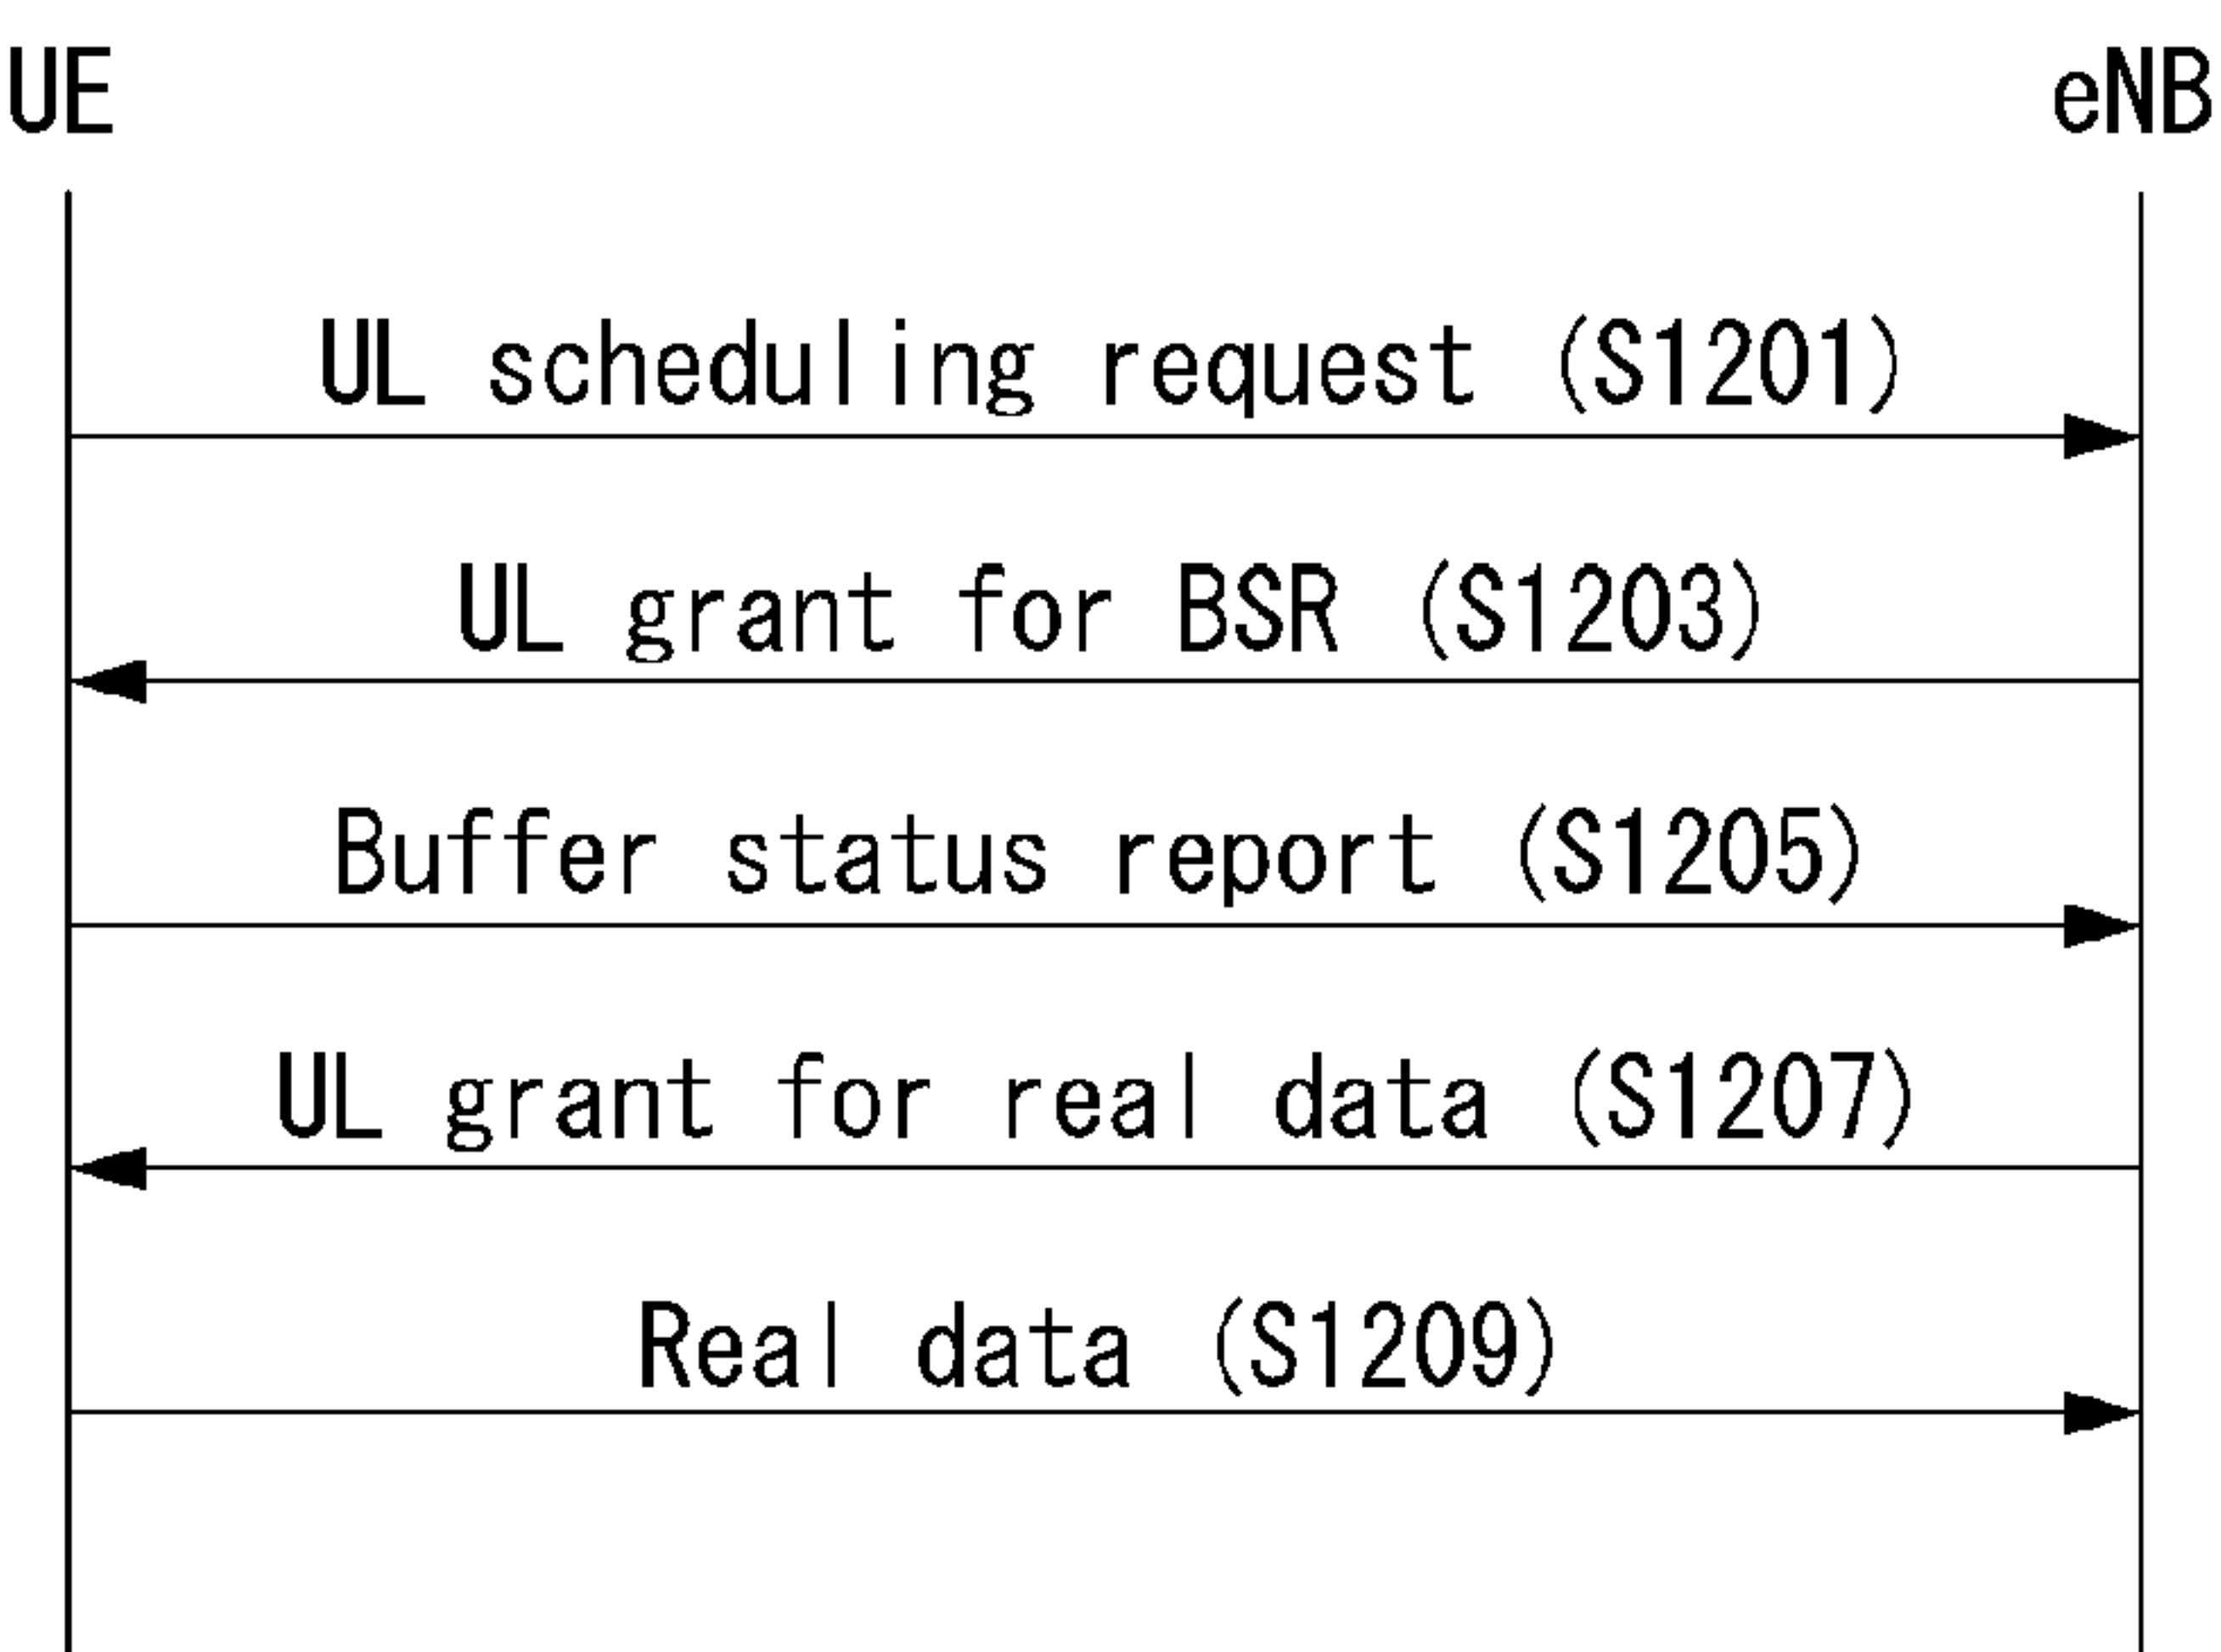 UE eNB
UL scheduling request (S1201)
UL grant for BSR (S1203)
Buffer status report (S1205)
UL grant for real data (S1207)
Real data (S1209)